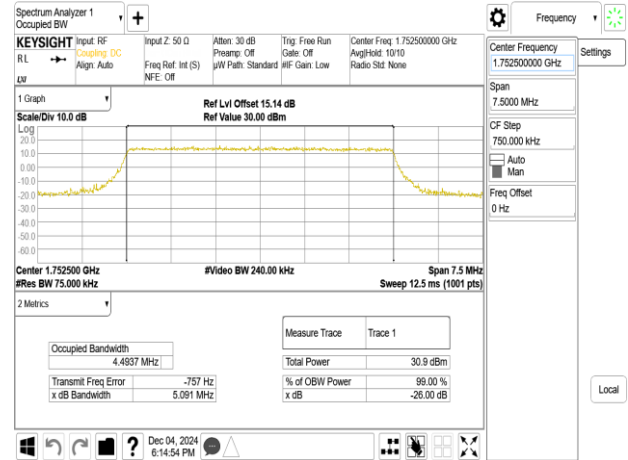 Spectrum Analyzer 1
Occupied BW
Frequency
KEYSIGHT
RL
LXI
Input: RF
Coupling: DC
Align: Auto
Input Z: 50 Ω
Freq Ref: Int (S)
NFE: Off
Atten: 30 dB
Preamp: Off
µW Path: Standard
Trig: Free Run
Gate: Off
#IF Gain: Low
Center Freq: 1.752500000 GHz
Avg|Hold: 10/10
Radio Std: None
Center Frequency
1.752500000 GHz
Settings
Span
7.5000 MHz
CF Step
750.000 kHz
Auto
Man
Freq Offset
0 Hz
Local
1 Graph
Scale/Div 10.0 dB
Ref Lvl Offset 15.14 dB
Ref Value 30.00 dBm
Log
20.0
10.0
0.00
-10.0
-20.0
-30.0
-40.0
-50.0
-60.0
Center 1.752500 GHz
#Res BW 75.000 kHz
#Video BW 240.00 kHz
Span 7.5 MHz
Sweep 12.5 ms (1001 pts)
2 Metrics
Measure Trace Trace 1
Occupied Bandwidth
4.4937 MHz
Total Power 30.9 dBm
Transmit Freq Error -757 Hz
% of OBW Power 99.00 %
x dB Bandwidth 5.091 MHz
x dB -26.00 dB
?
Dec 04, 2024
6:14:54 PM